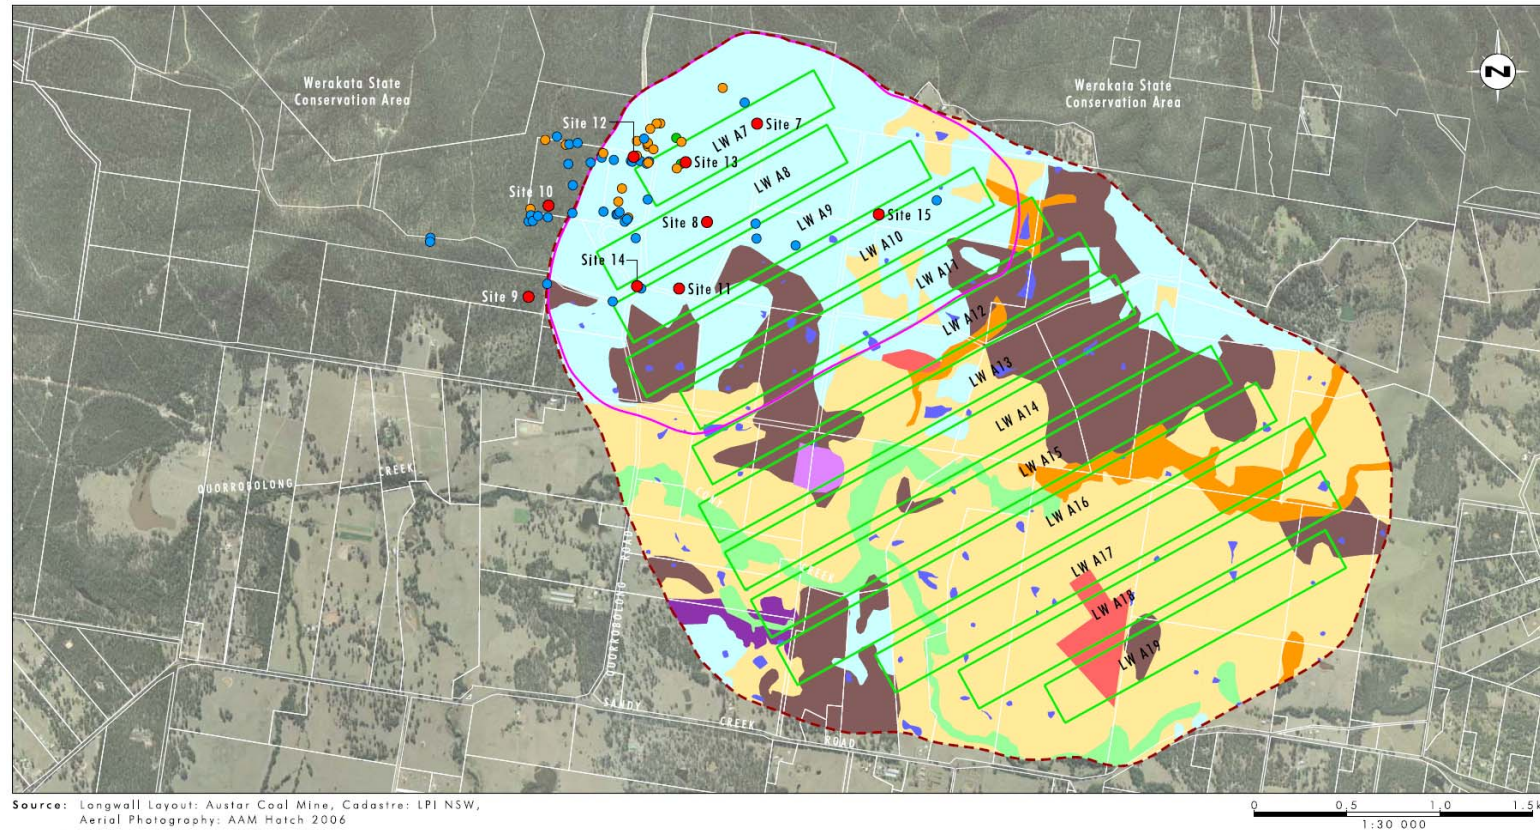 Werakata State
Conservation Area
Werakata State
Conservation Area
N
Site 12
Site 7
LW A7
Site 13
LW A8
Site 10
Site 8
LW A9
Site 15
LW A10
Site 14
LW A11
Site 9
Site 11
LW A12
LW A13
LW A14
LW A15
QUORROBOLONG CREEK
LW A16
CREEK
LW A17
LW A18
QUORROBOLONG ROAD
LW A19
SANDY CREEK ROAD
Source: Longwall Layout: Austar Coal Mine, Cadastre: LPI NSW,
Aerial Photography: AAM Hatch 2006
0 0.5 1.0 1.5k
1:30 000